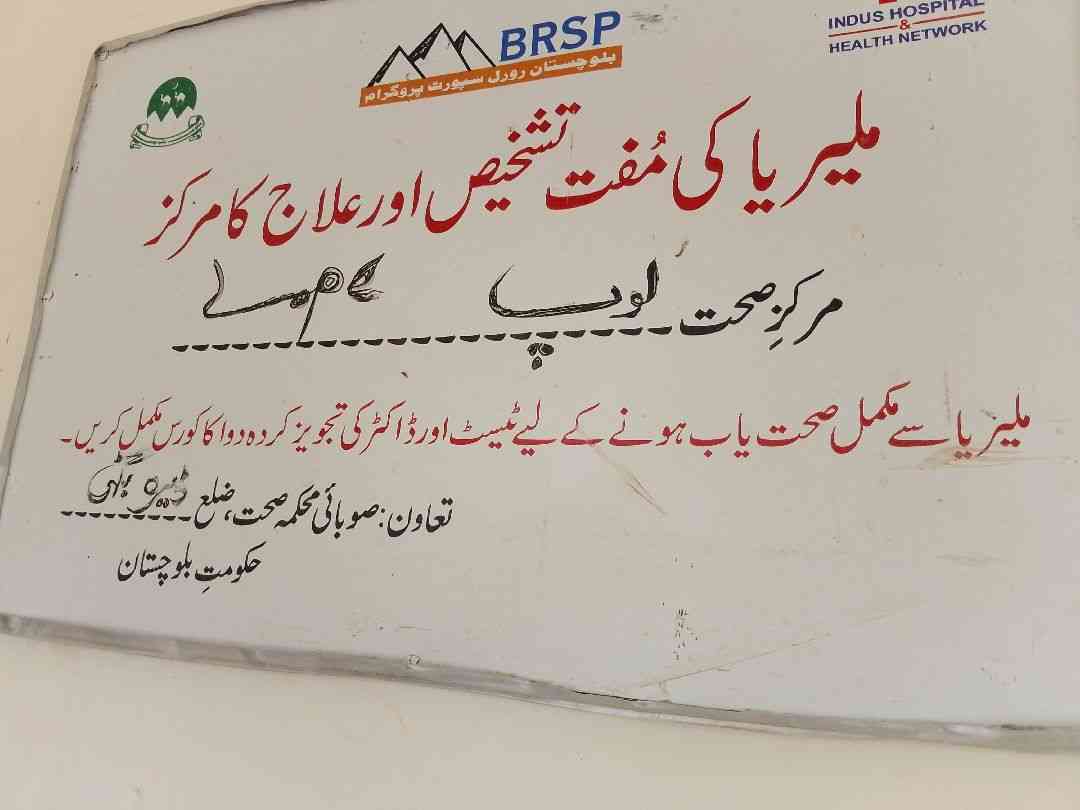 BRSP
بلوچستان رورل سپورٹ پروگرام
INDUS HOSPITAL
&
HEALTH NETWORK
ملیریا کی مُفت تشخیص اور علاج کا مرکز
مرکزِ صحت لوپ
ملیریا سے مکمل صحت یاب ہونے کے لیے ٹیسٹ اور ڈاکٹر کی تجویز کردہ دوا کا کورس مکمل کریں۔
تعاون: صوبائی محکمہ صحت، ضلع ڈیرہ بگٹی
حکومتِ بلوچستان